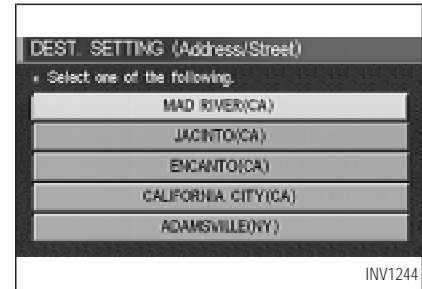 DEST. SETTING (Address/Street)
• Select one of the following.
MAD RIVER(CA)
JACINTO(CA)
ENCANTO(CA)
CALIFORNIA CITY(CA)
ADAMSVILLE(NY)
INV1244